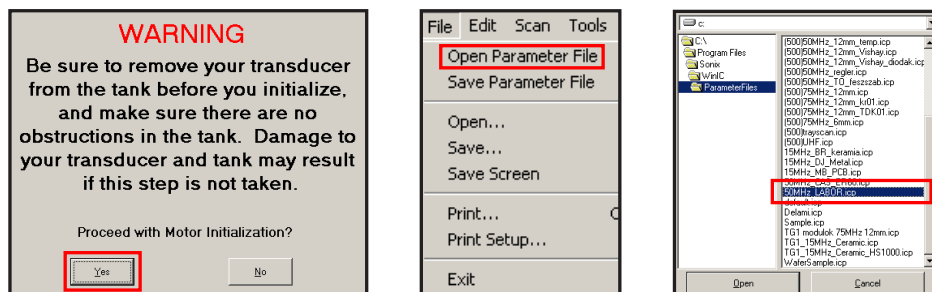 WARNING
Be sure to remove your transducer
from the tank before you initialize,
and make sure there are no
obstructions in the tank. Damage to
your transducer and tank may result
if this step is not taken.
Proceed with Motor Initialization?
Yes
No
File Edit Scan Tools
Open Parameter File
Save Parameter File
Open...
Save...
Save Screen
Print...
Print Setup...
Exit
c:
C:\
Program Files
Sonix
WinIC
ParameterFiles
(500)50MHz_12mm_temp.icp
(500)50MHz_12mm_Vishay.icp
(500)50MHz_12mm_Vishay_diodak.icp
(500)50MHz_regler.icp
(500)50MHz_TO_leszszab.icp
(500)75MHz_12mm.icp
(500)75MHz_12mm_kr01.icp
(500)75MHz_12mm_TDK01.icp
(500)75MHz_6mm.icp
(500)trayscan.icp
(500)UHF.icp
15MHz_BR_keramia.icp
15MHz_DJ_Metal.icp
15MHz_MB_PCB.icp
50MHz_LABOR.icp
default.icp
Delami.icp
Sample.icp
TG1 modulok 75MHz 12mm.icp
TG1_15MHz_Ceramic.icp
TG1_15MHz_Ceramic_HS1000.icp
WaferSample.icp
Open
Cancel